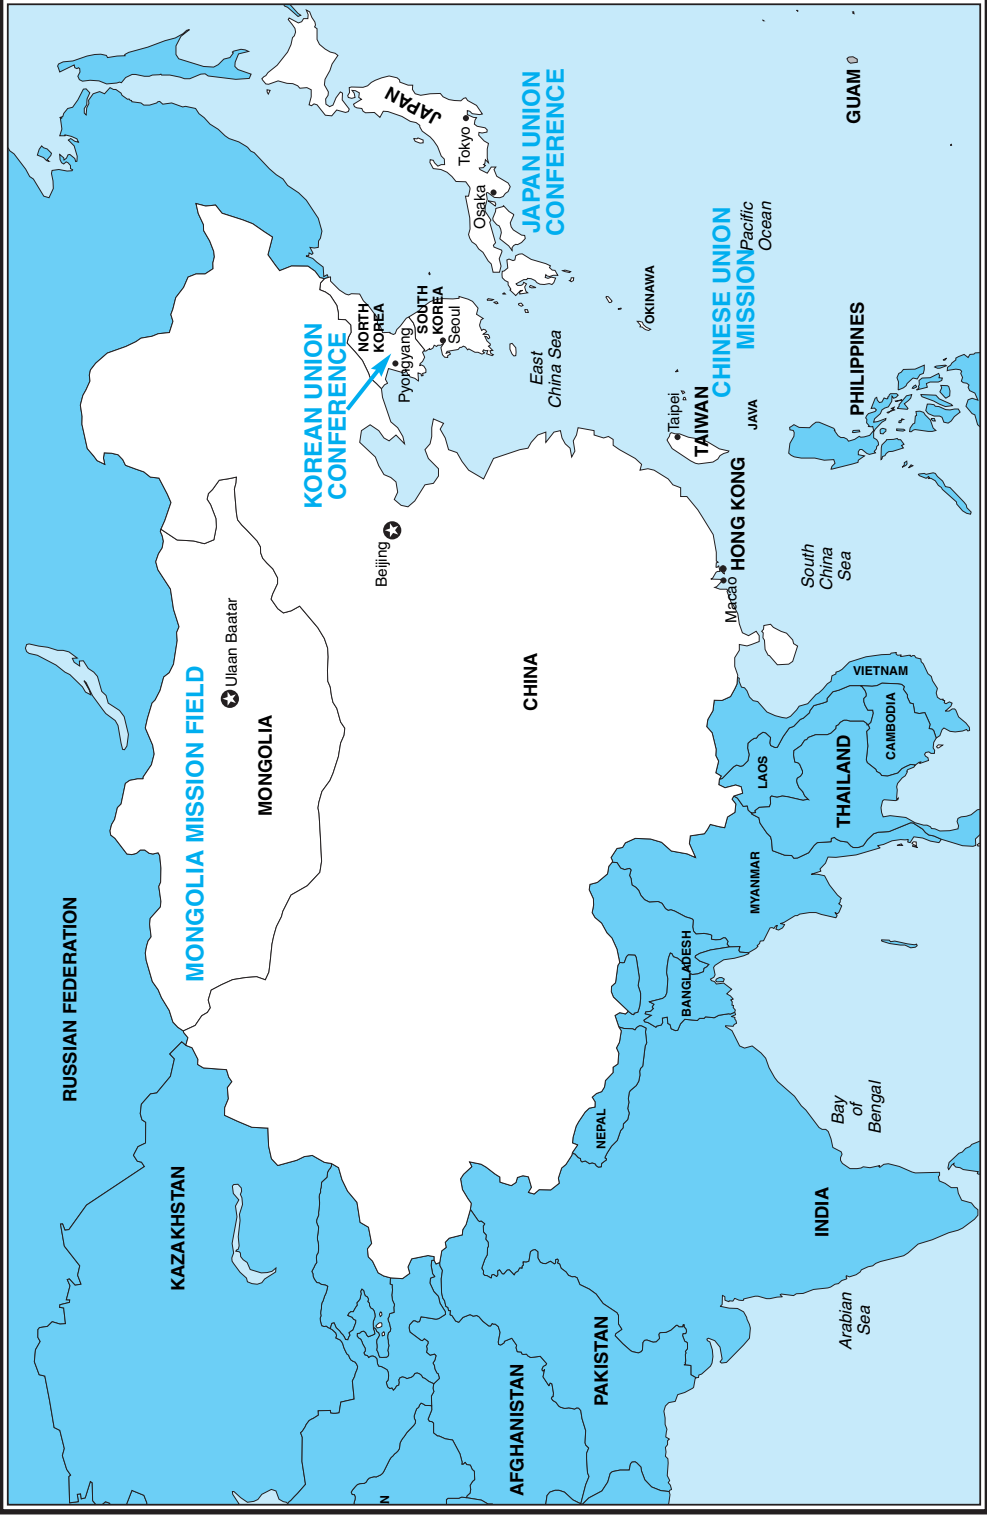 RUSSIAN FEDERATION
KAZAKHSTAN
MONGOLIA MISSION FIELD
Ulaan Baatar
MONGOLIA
KOREAN UNION
CONFERENCE
NORTH
KOREA
Pyongyang
SOUTH
KOREA
Seoul
JAPAN
Tokyo
Osaka
JAPAN UNION
CONFERENCE
Beijing
CHINA
East
China Sea
OKINAWA
CHINESE UNION
MISSION
Pacific
Ocean
GUAM
Taipei
TAIWAN
JAVA
HONG KONG
Macao
PHILIPPINES
South
China
Sea
VIETNAM
CAMBODIA
LAOS
THAILAND
MYANMAR
BANGLADESH
NEPAL
Bay
of
Bengal
INDIA
Arabian
Sea
PAKISTAN
AFGHANISTAN
N